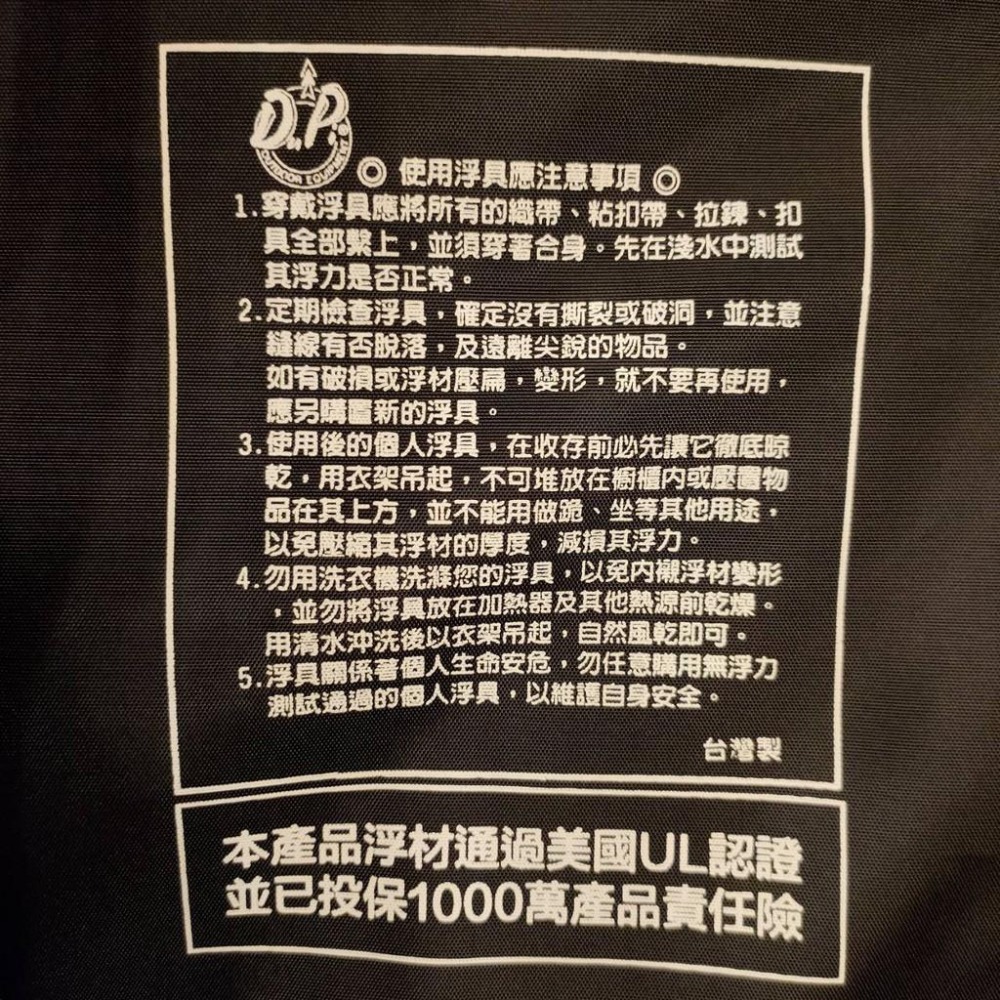 D.P.
OUTDOOR EQUIPMENT
◎ 使用浮具應注意事項 ◎
1.穿戴浮具應將所有的織帶、粘扣帶、拉鍊、扣
具全部繫上，並須穿著合身。先在淺水中測試
其浮力是否正常。
2.定期檢查浮具，確定沒有撕裂或破洞，並注意
縫線有否脫落，及遠離尖銳的物品。
如有破損或浮材壓扁，變形，就不要再使用，
應另購置新的浮具。
3.使用後的個人浮具，在收存前必先讓它徹底晾
乾，用衣架吊起，不可堆放在櫥櫃內或壓置物
品在其上方，並不能用做跪、坐等其他用途，
以免壓縮其浮材的厚度，減損其浮力。
4.勿用洗衣機洗滌您的浮具，以免内襯浮材變形
，並勿將浮具放在加熱器及其他熱源前乾燥。
用清水沖洗後以衣架吊起，自然風乾即可。
5.浮具關係著個人生命安危，勿任意購用無浮力
測試通過的個人浮具，以維護自身安全。
台灣製
本產品浮材通過美國UL認證
並已投保1000萬產品責任險